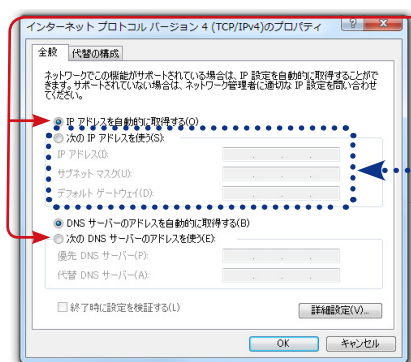 インターネット プロトコル バージョン 4 (TCP/IPv4)のプロパティ
全般 代替の構成
ネットワークでこの機能がサポートされている場合は、IP 設定を自動的に取得することがで
きます。サポートされていない場合は、ネットワーク管理者に適切な IP 設定を問い合わせ
てください。
IP アドレスを自動的に取得する(O)
次の IP アドレスを使う(S):
IP アドレス(I):
サブネット マスク(U):
デフォルト ゲートウェイ(D):
DNS サーバーのアドレスを自動的に取得する(B)
次の DNS サーバーのアドレスを使う(E):
優先 DNS サーバー(P):
代替 DNS サーバー(A):
終了時に設定を検証する(L)
詳細設定(V)...
OK キャンセル